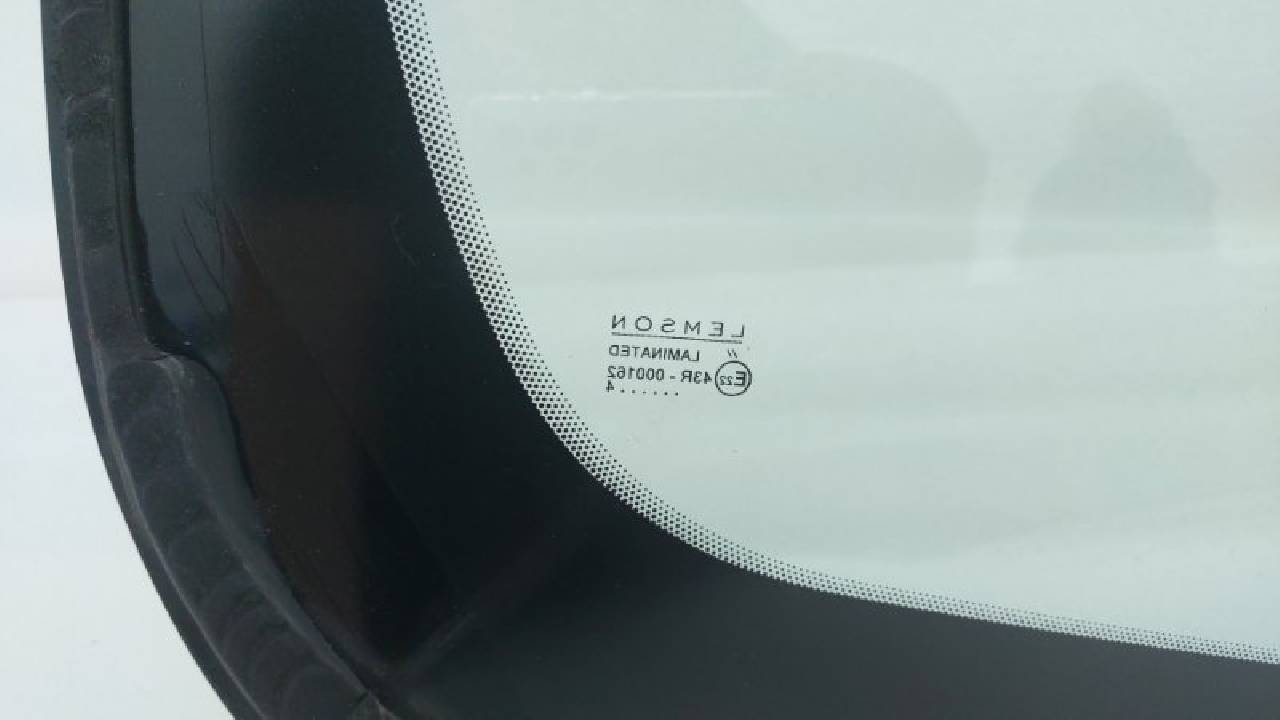 LEMSON
// LAMINATED
E22 43R - 000162
. . . . . . 4